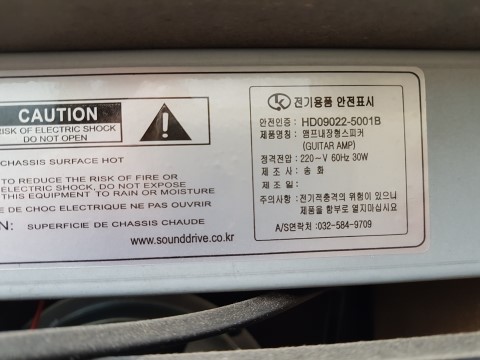 CAUTION
RISK OF ELECTRIC SHOCK
DO NOT OPEN
CHASSIS SURFACE HOT
TO REDUCE THE RISK OF FIRE OR
ELECTRIC SHOCK, DO NOT EXPOSE
THIS EQUIPMENT TO RAIN OR MOISTURE
E DE CHOC ELECTRIQUE NE PAS OUVRIR
N: SUPERFICIE DE CHASSIS CHAUDE
www.sounddrive.co.kr
전기용품 안전표시
안전인증 : HD09022-5001B
제품명칭 : 앰프내장형스피커
(GUITAR AMP)
정격전압 : 220~V 60Hz 30W
제 조 사 : 송 화
제 조 일 :
주의사항 : 전기적충격의 위험이 있으니
제품을 함부로 열지마십시요
A/S연락처 : 032-584-9709